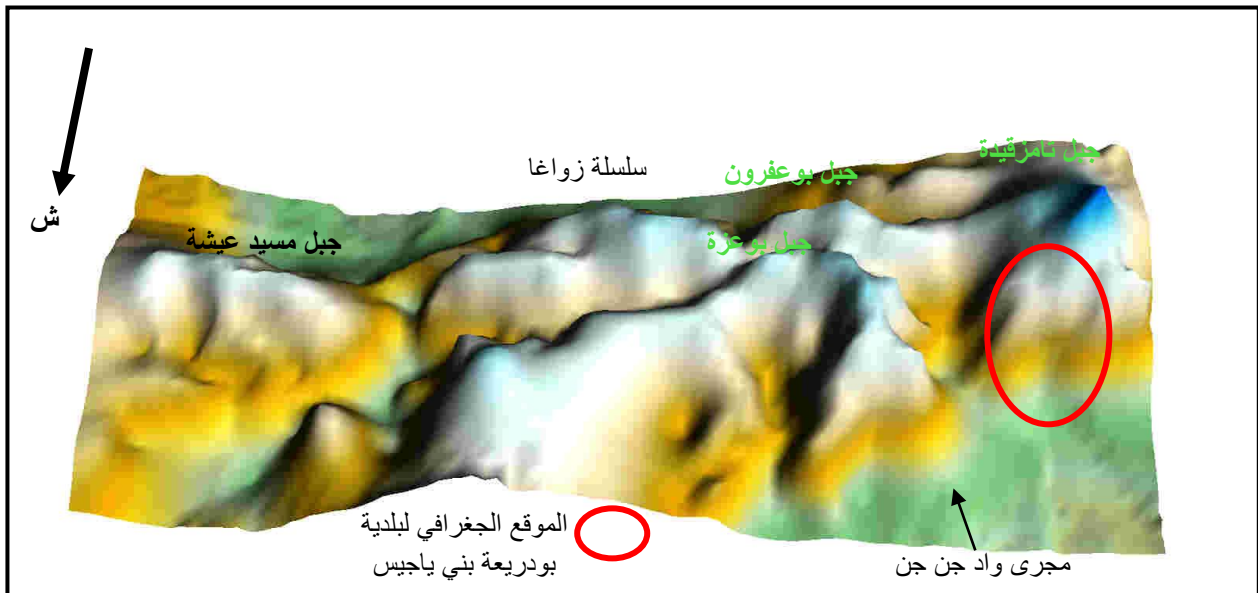 جبل تامزقيدة
سلسلة زواغا
جبل بوعفرون
ش
جبل مسيد عيشة
جبل بوعزة
الموقع الجغرافي لبلدية
بودريعة بني ياجيس
مجرى واد جن جن